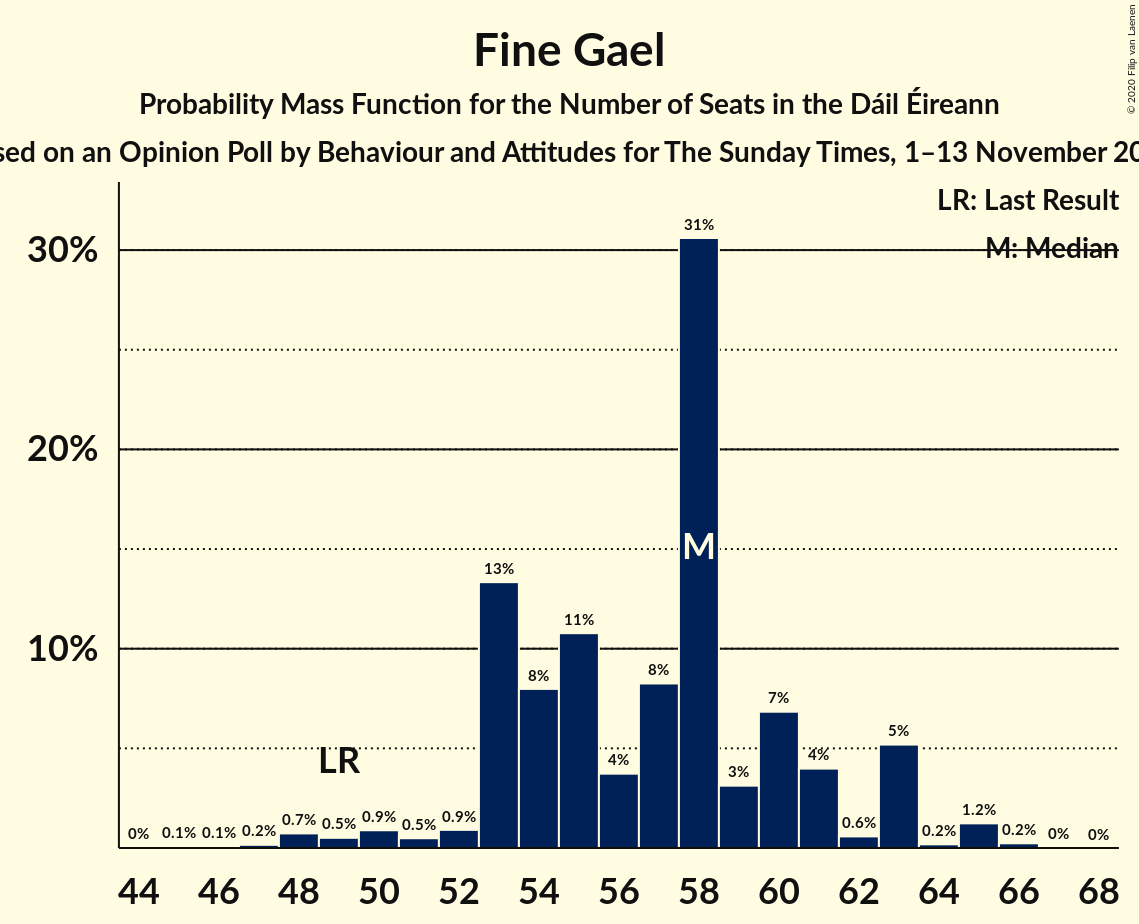 Fine Gael
Probability Mass Function for the Number of Seats in the Dáil Éireann
on an Opinion Poll by Behaviour and Attitudes for The Sunday Times, 1–13 November
© 2020 Filip van Laenen
LR: Last Result
M: Median
30%
20%
10%
0% 0.1% 0.1% 0.2% 0.7% 0.5% 0.9% 0.5% 0.9% 13% 8% 11% 4% 8% 31% 3% 7% 4% 0.6% 5% 0.2% 1.2% 0.2% 0% 0%
LR
M
44 46 48 50 52 54 56 58 60 62 64 66 68